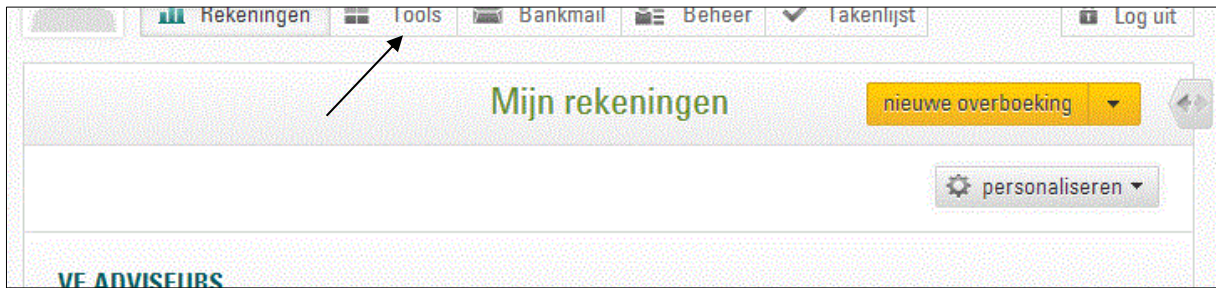 Rekeningen Tools Bankmail Beheer Takenlijst Log uit
Mijn rekeningen nieuwe overboeking
personaliseren
VE ADVISEURS